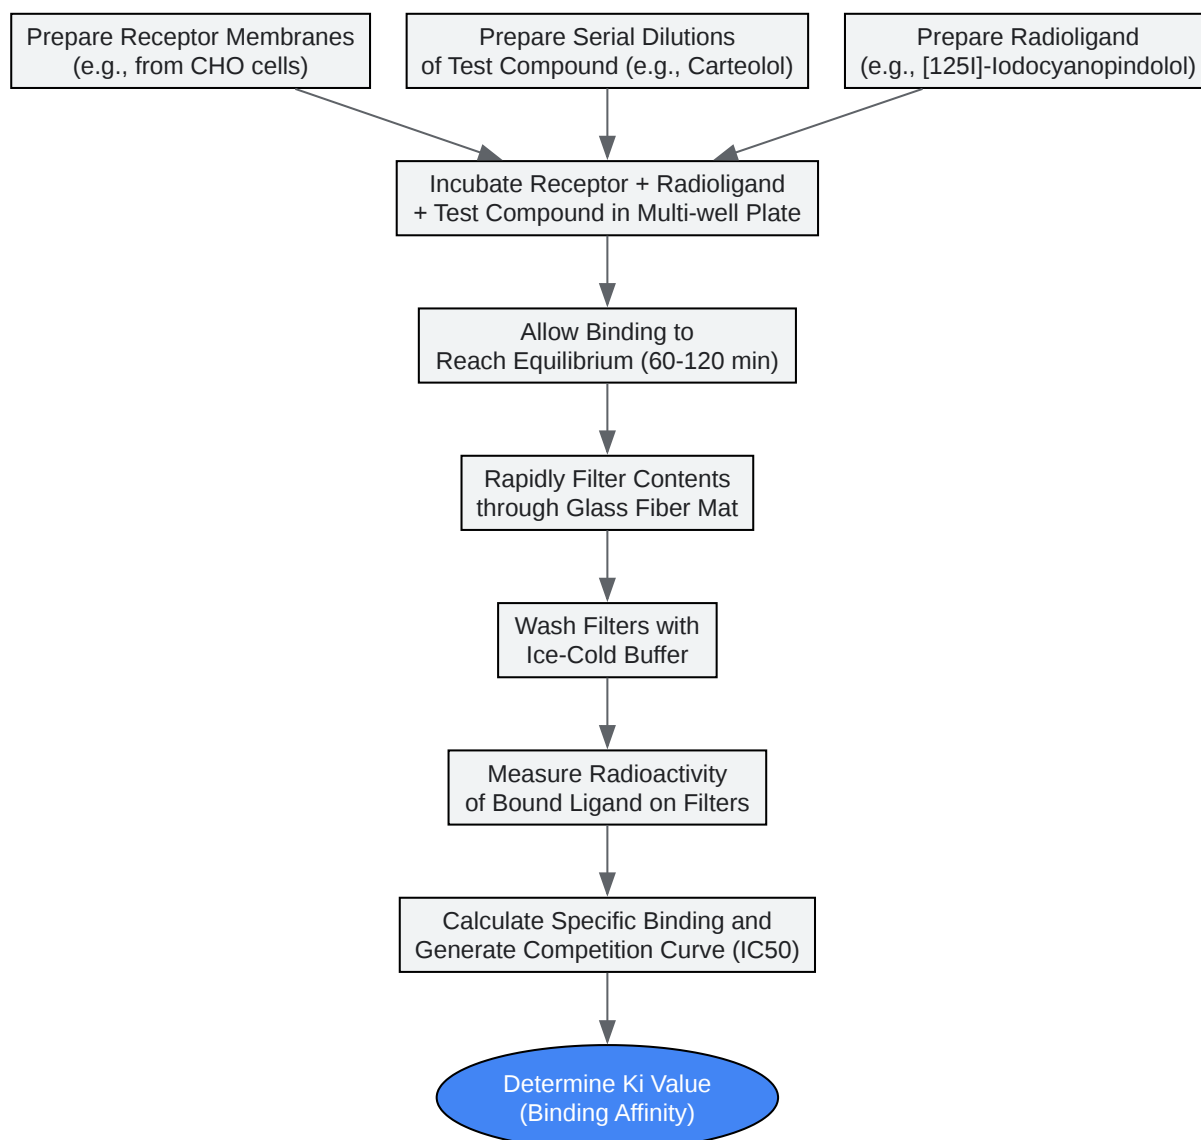 Prepare Receptor Membranes
(e.g., from CHO cells)
Prepare Serial Dilutions
of Test Compound (e.g., Carteolol)
Prepare Radioligand
(e.g., [125I]-Iodocyanopindolol)
Incubate Receptor + Radioligand
+ Test Compound in Multi-well Plate
Allow Binding to
Reach Equilibrium (60-120 min)
Rapidly Filter Contents
through Glass Fiber Mat
Wash Filters with
Ice-Cold Buffer
Measure Radioactivity
of Bound Ligand on Filters
Calculate Specific Binding and
Generate Competition Curve (IC50)
Determine Ki Value
(Binding Affinity)